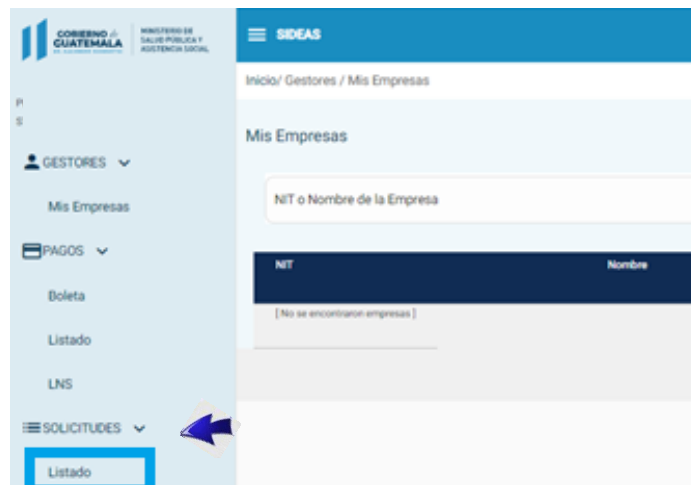 GOBIERNO de
GUATEMALA
MINISTERIO DE
SALUD PÚBLICA Y
ASISTENCIA SOCIAL
SIDEAS
Inicio/ Gestores / Mis Empresas
P
S
Mis Empresas
GESTORES
NIT o Nombre de la Empresa
Mis Empresas
PAGOS
NIT
Nombre
Boleta
[ No se encontraron empresas ]
Listado
LNS
SOLICITUDES
Listado